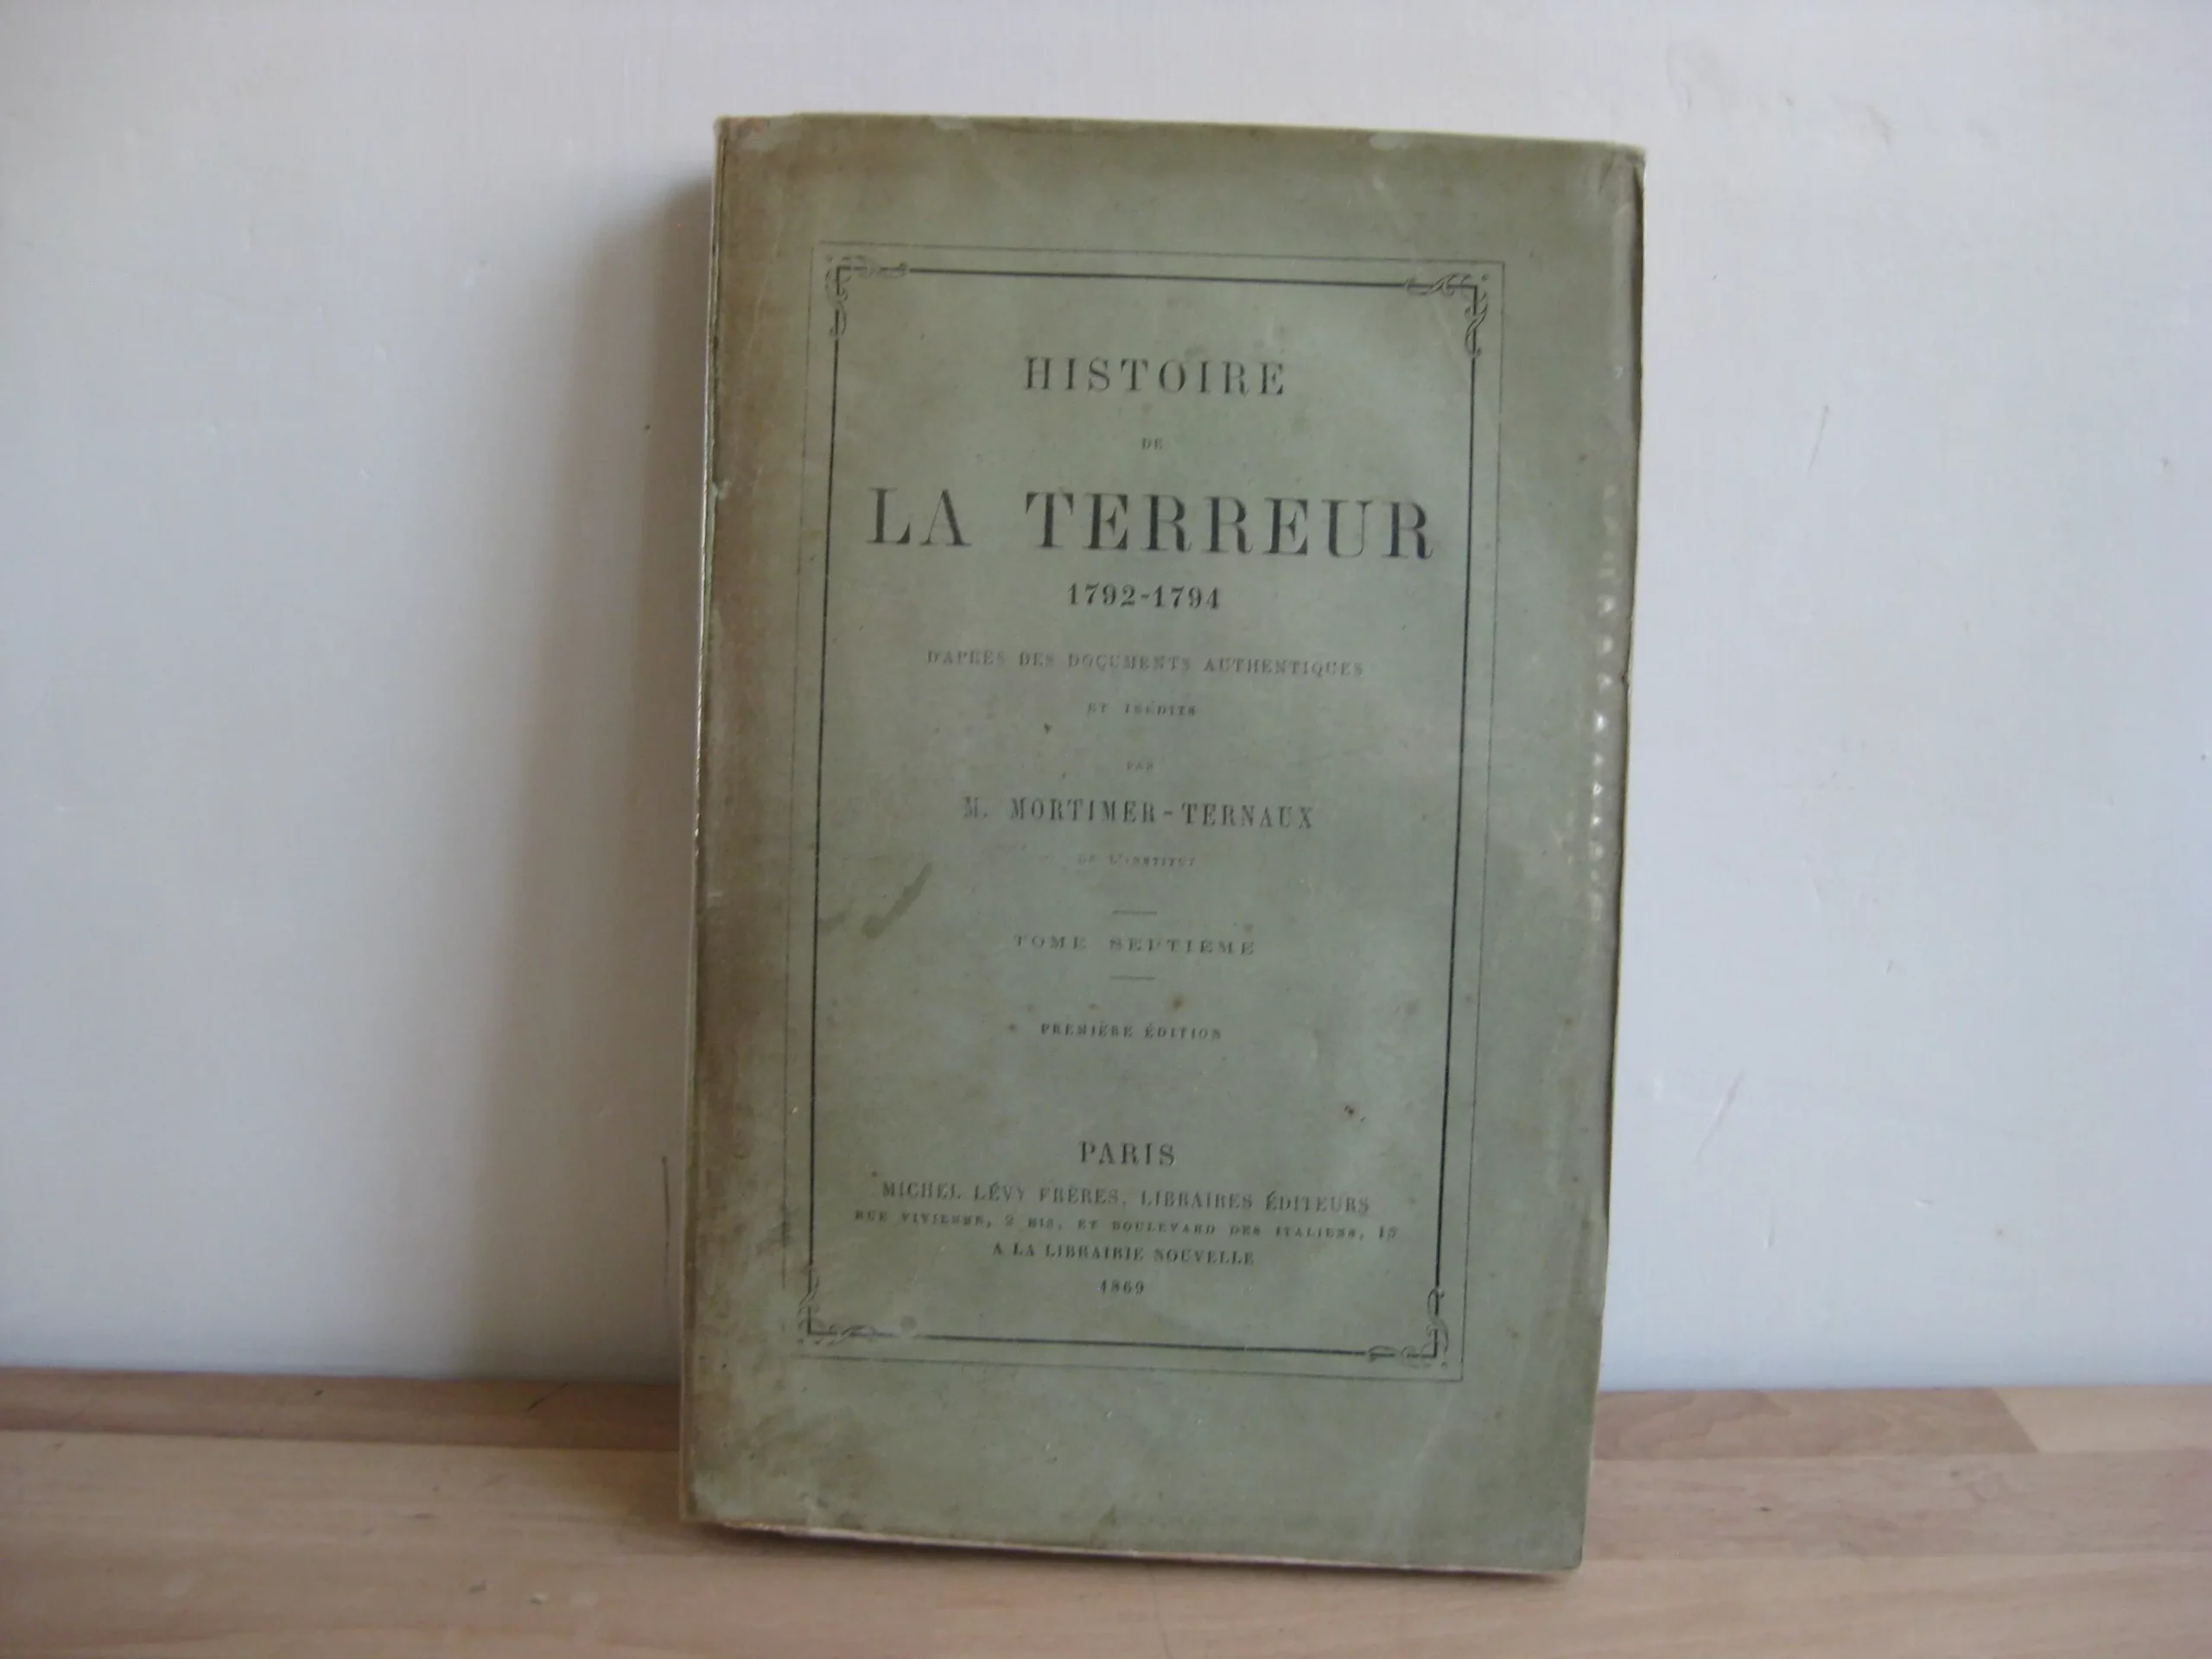 HISTOIRE
DE
LA TERREUR
1792-1794
D'APRÈS DES DOCUMENTS AUTHENTIQUES
ET INÉDITS
PAR
M. MORTIMER-TERNAUX
DE L'INSTITUT
TOME SEPTIÈME
PREMIÈRE ÉDITION
PARIS
MICHEL LÉVY FRÈRES, LIBRAIRES ÉDITEURS
RUE VIVIENNE, 2 BIS, ET BOULEVARD DES ITALIENS, 15
A LA LIBRAIRIE NOUVELLE
1869